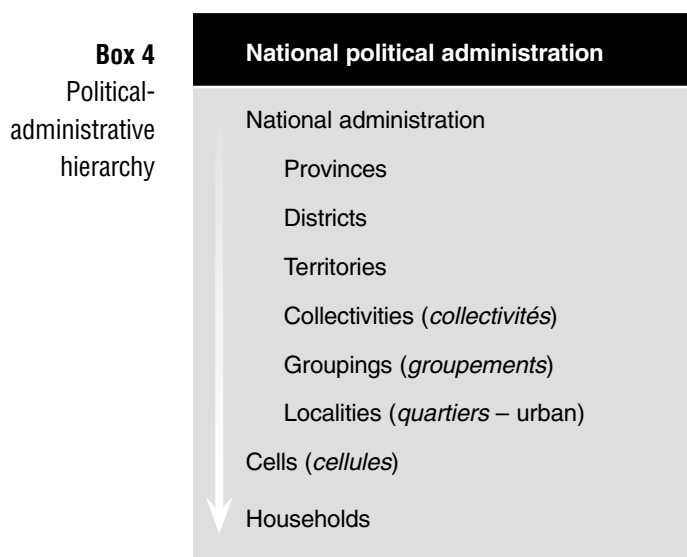 Box 4
Political-
administrative
hierarchy
National political administration
National administration
Provinces
Districts
Territories
Collectivities (collectivités)
Groupings (groupements)
Localities (quartiers – urban)
Cells (cellules)
Households